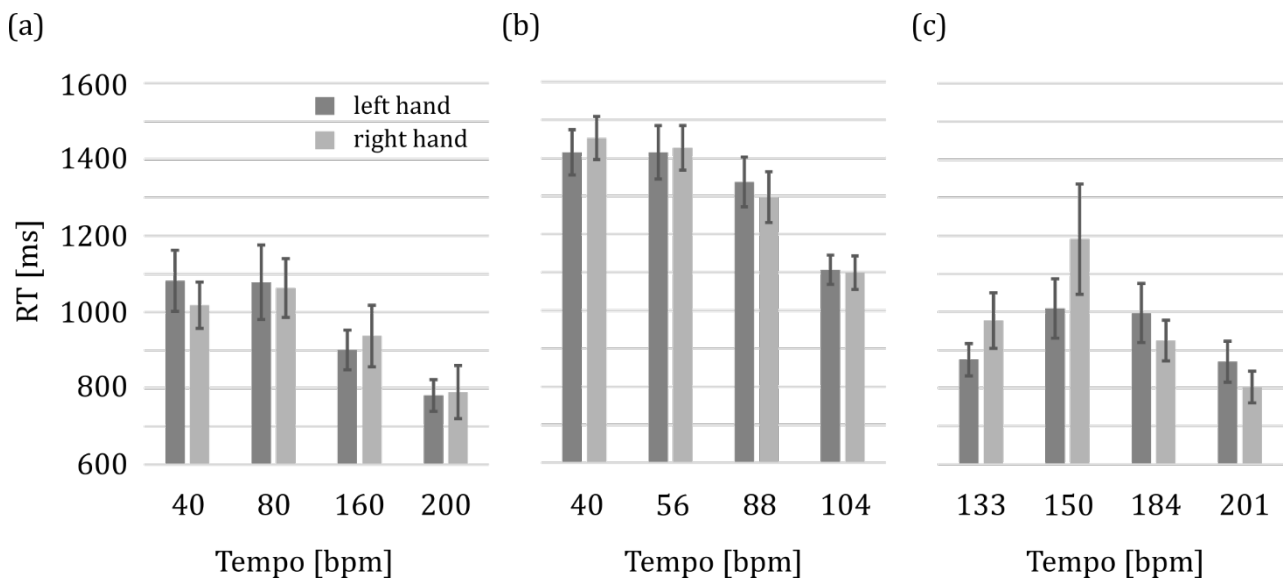 (a)
(b)
(c)
1600
1400
1200
1000
800
600
RT [ms]
left hand
right hand
40 80 160 200
Tempo [bpm]
40 56 88 104
Tempo [bpm]
133 150 184 201
Tempo [bpm]